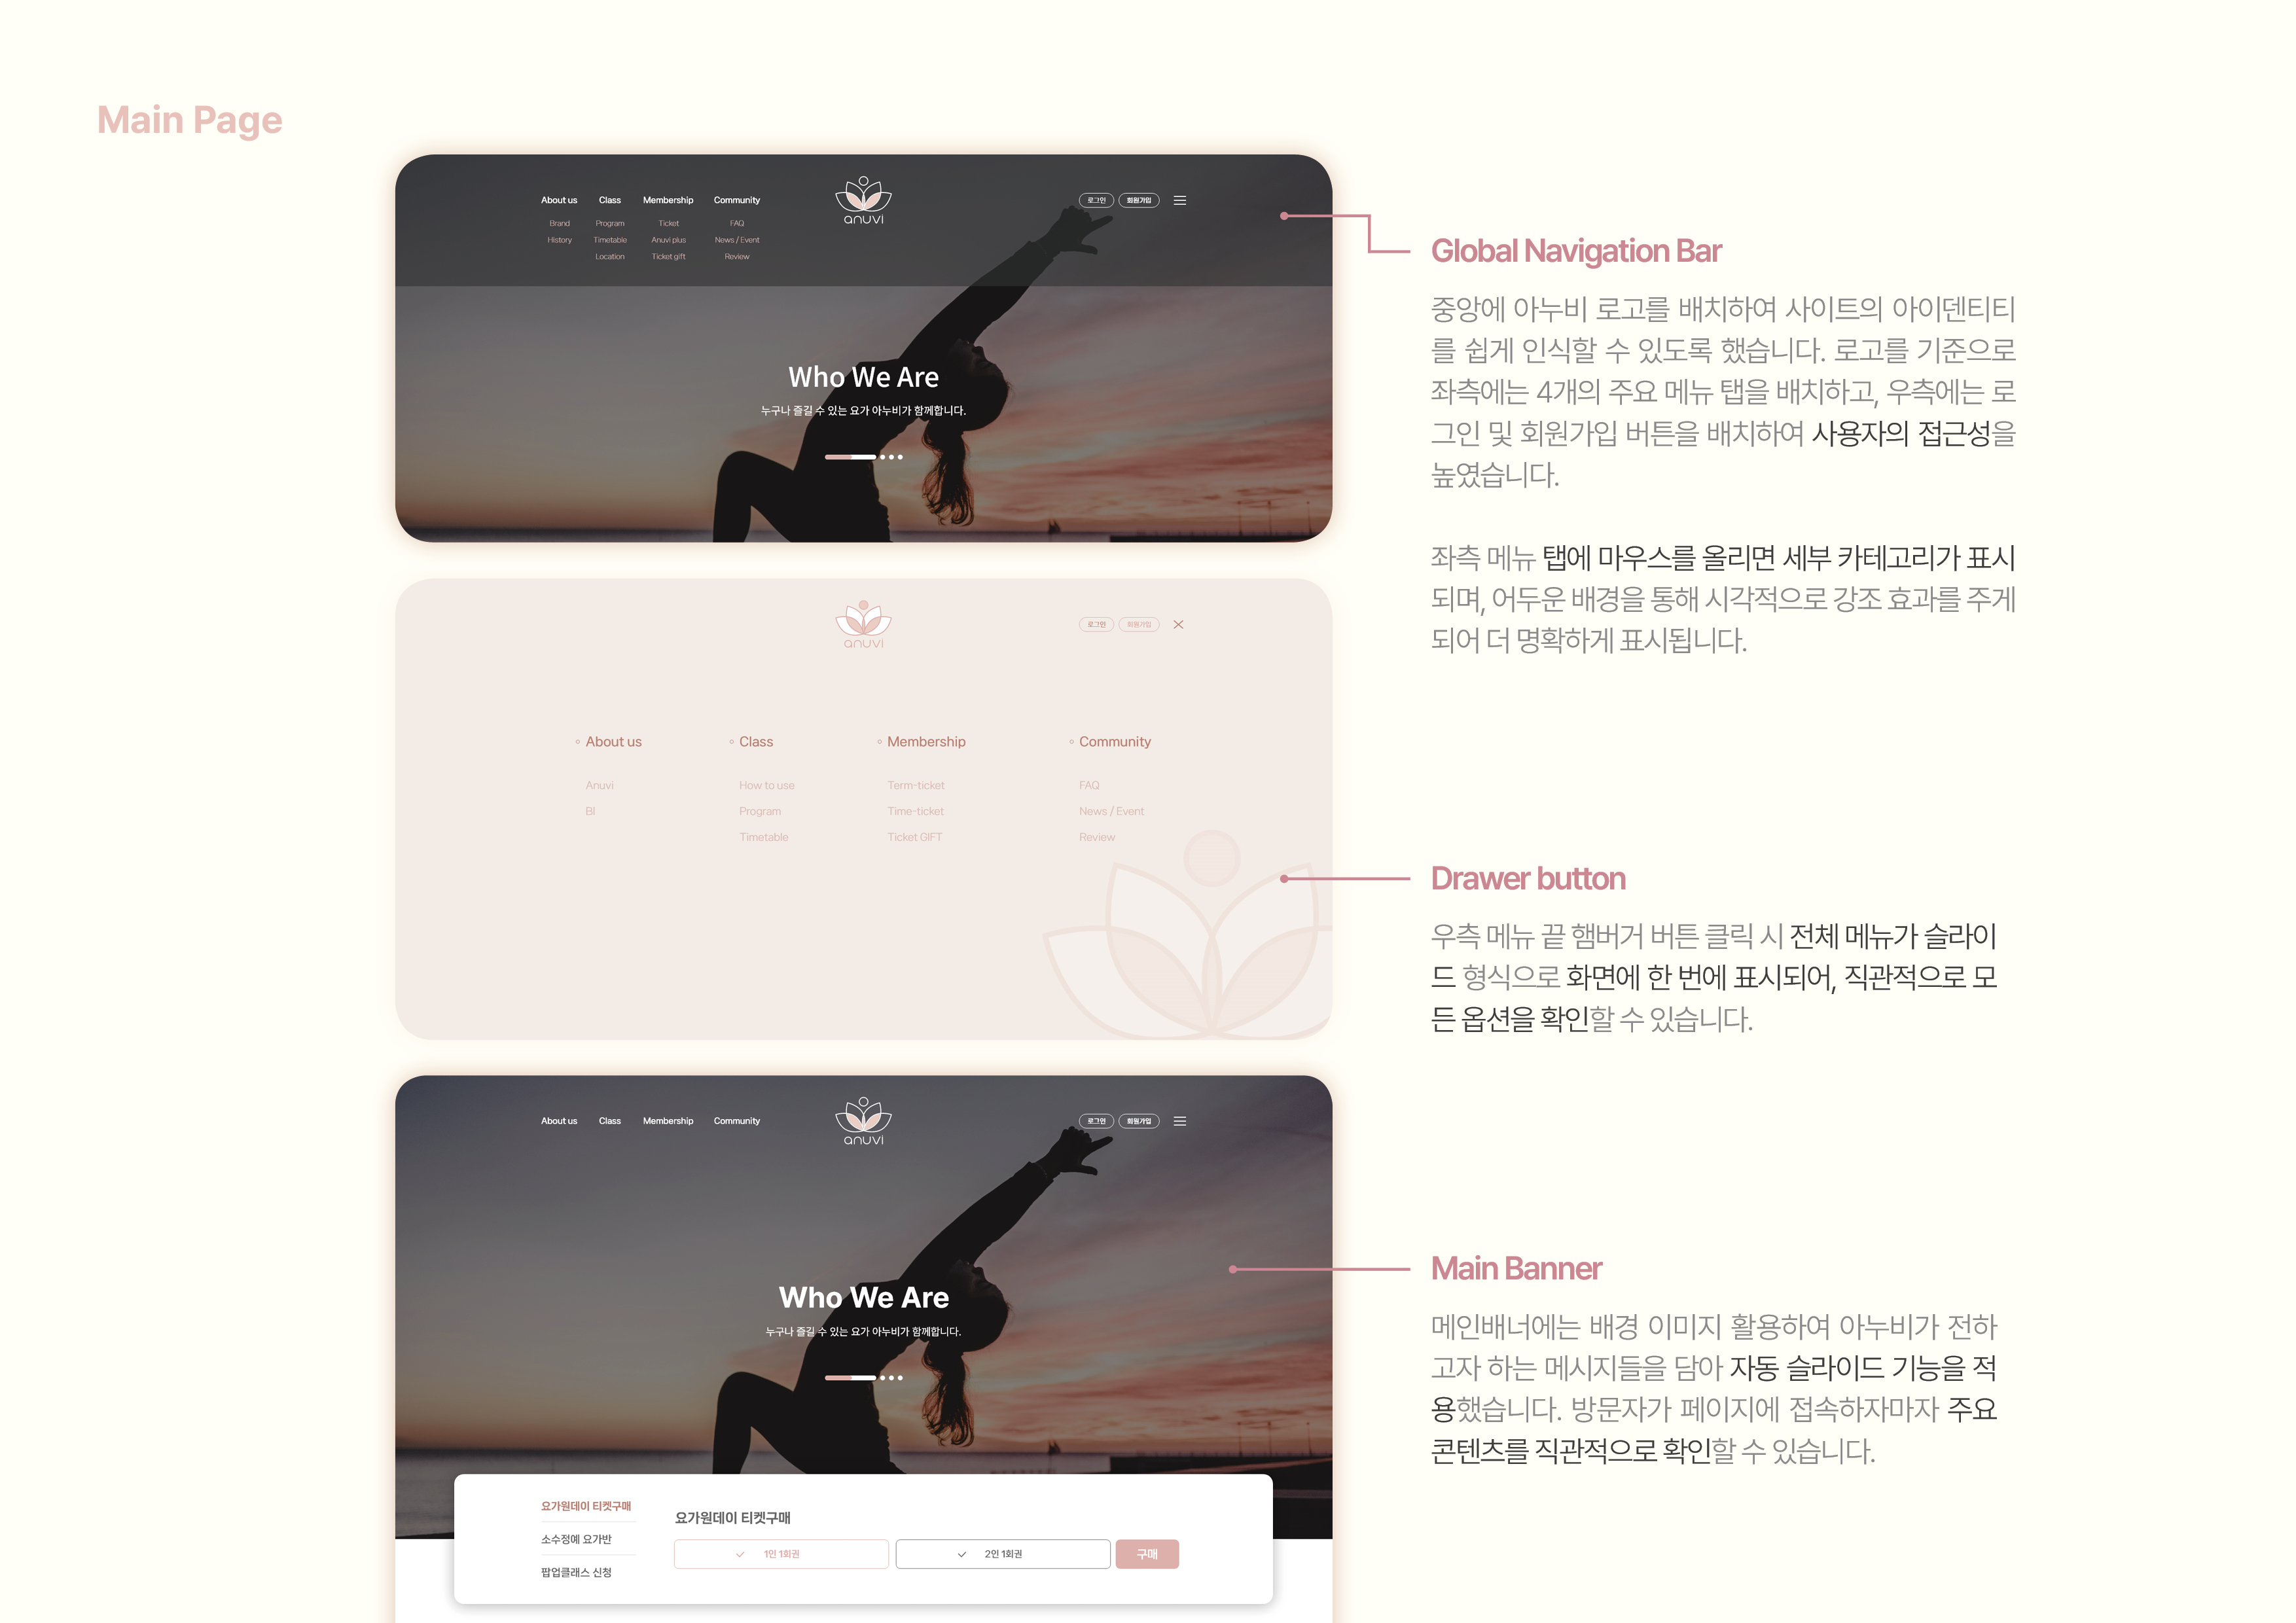 Main Page
About us Class Membership Community
Brand Program Ticket FAQ
History Timetable Anuvi plus News / Event
Location Ticket gift Review
anuvi
로그인 회원가입
Who We Are
누구나 즐길 수 있는 요가 아누비가 함께합니다.
Global Navigation Bar
중앙에 아누비 로고를 배치하여 사이트의 아이덴티티
를 쉽게 인식할 수 있도록 했습니다. 로고를 기준으로
좌측에는 4개의 주요 메뉴 탭을 배치하고, 우측에는 로
그인 및 회원가입 버튼을 배치하여 사용자의 접근성을
높였습니다.
좌측 메뉴 탭에 마우스를 올리면 세부 카테고리가 표시
되며, 어두운 배경을 통해 시각적으로 강조 효과를 주게
되어 더 명확하게 표시됩니다.
anuvi
로그인 회원가입
About us Class Membership Community
Anuvi How to use Term-ticket FAQ
BI Program Time-ticket News / Event
Timetable Ticket GIFT Review
Drawer button
우측 메뉴 끝 햄버거 버튼 클릭 시 전체 메뉴가 슬라이
드 형식으로 화면에 한 번에 표시되어, 직관적으로 모
든 옵션을 확인할 수 있습니다.
About us Class Membership Community
anuvi
로그인 회원가입
Who We Are
누구나 즐길 수 있는 요가 아누비가 함께합니다.
Main Banner
메인배너에는 배경 이미지 활용하여 아누비가 전하
고자 하는 메시지들을 담아 자동 슬라이드 기능을 적
용했습니다. 방문자가 페이지에 접속하자마자 주요
콘텐츠를 직관적으로 확인할 수 있습니다.
요가원데이 티켓구매
소수정예 요가반
팝업클래스 신청
요가원데이 티켓구매
1인 1회권 2인 1회권 구매